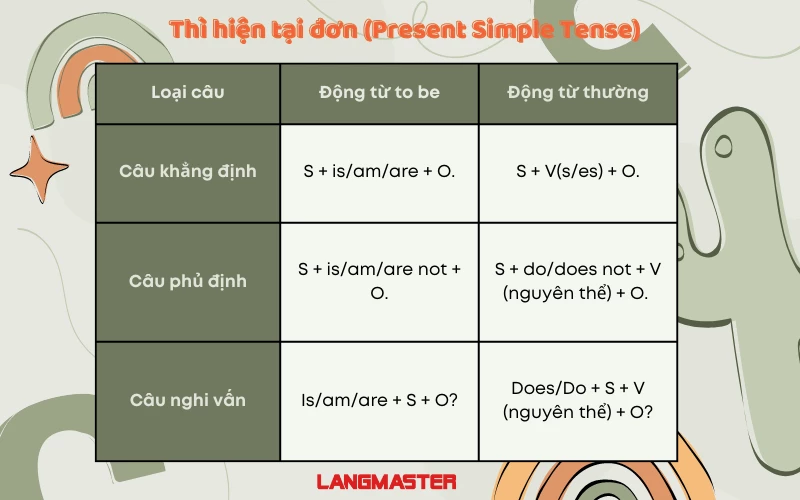 Thì hiện tại đơn (Present Simple Tense)
Loại câu
Động từ to be
Động từ thường
Câu khẳng định
S + is/am/are + O.
S + V(s/es) + O.
Câu phủ định
S + is/am/are not +
O.
S + do/does not + V
(nguyên thể) + O.
Câu nghi vấn
Is/am/are + S + O?
Does/Do + S + V
(nguyên thể) + O?
LANGMASTER